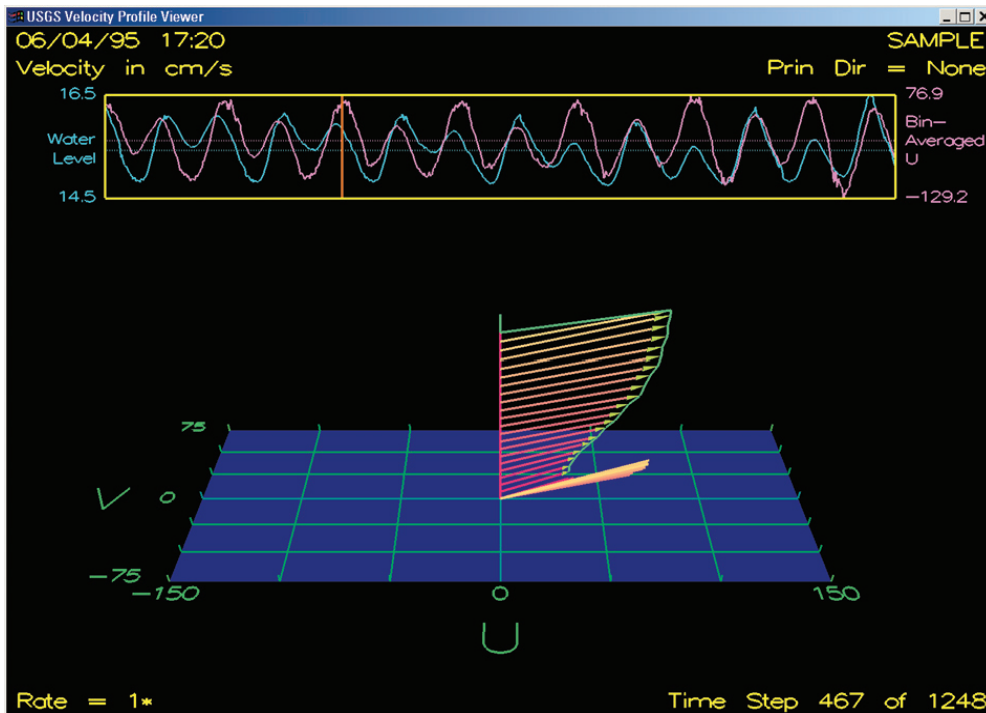 USGS Velocity Profile Viewer
06/04/95 17:20 SAMPLE
Velocity in cm/s Prin Dir = None
16.5 76.9
Water Bin-
Level Averaged
U
14.5 -129.2
75
V 0
-75
-150 0 150
U
Rate = 1* Time Step 467 of 1248